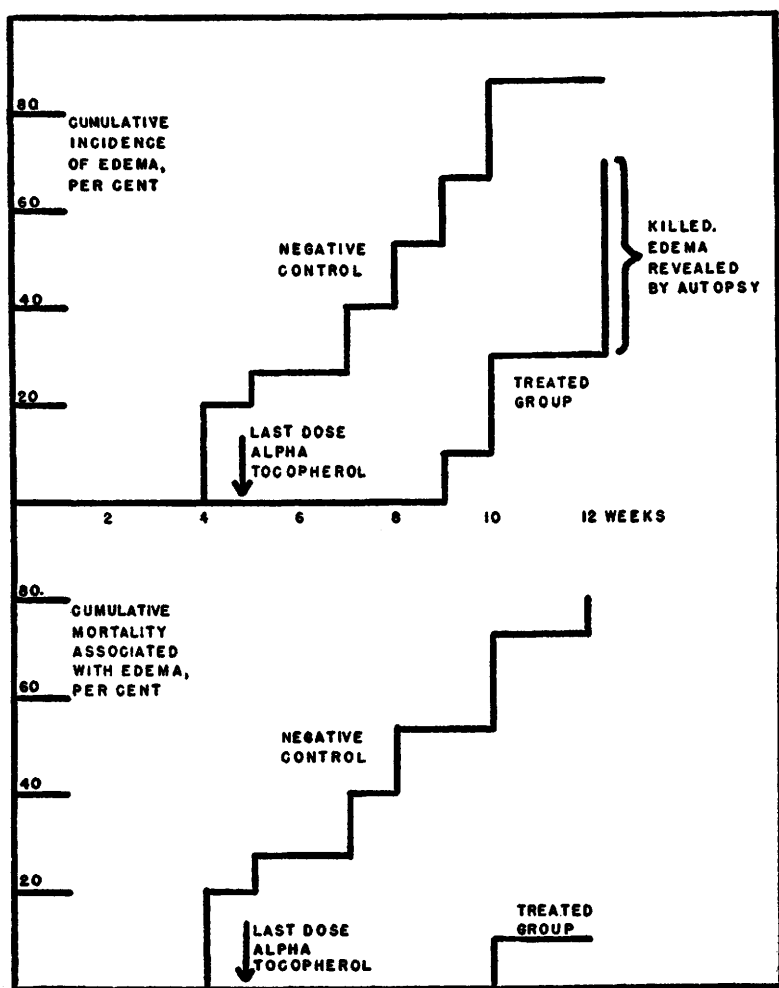 80
CUMULATIVE
INCIDENCE
OF EDEMA,
PER CENT
60
NEGATIVE
CONTROL
KILLED.
EDEMA
REVEALED
BY AUTOPSY
40
TREATED
GROUP
20
LAST DOSE
ALPHA
TOCOPHEROL
2 4 6 8 10 12 WEEKS
80.
CUMULATIVE
MORTALITY
ASSOCIATED
WITH EDEMA,
PER CENT
60
NEGATIVE
CONTROL
40
20
TREATED
GROUP
LAST DOSE
ALPHA
TOCOPHEROL